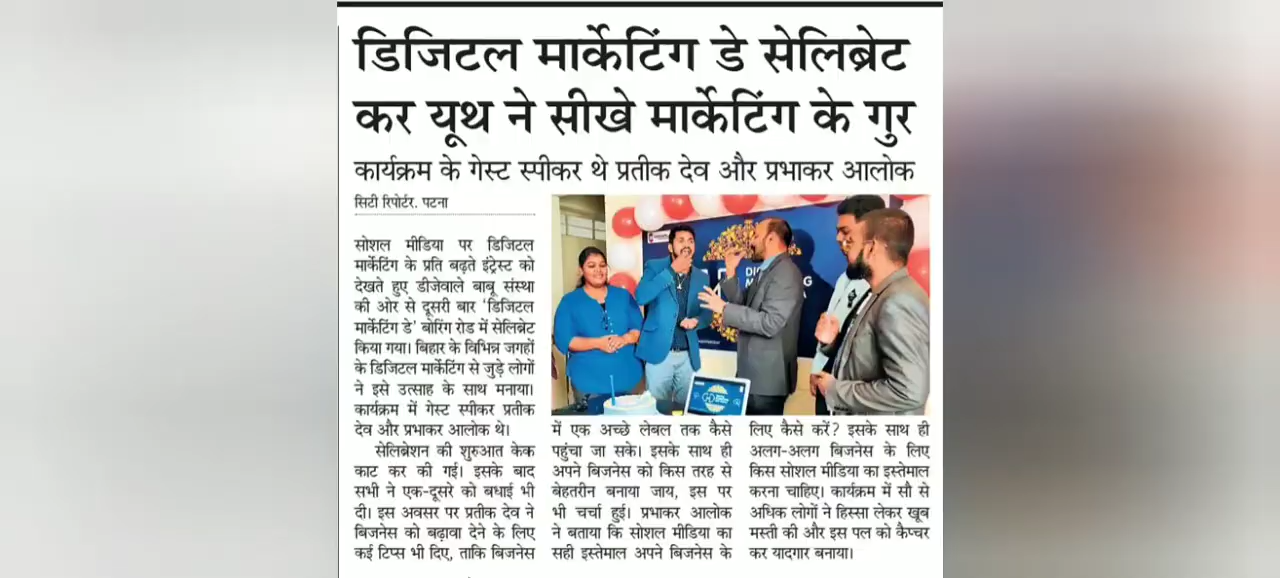 डिजिटल मार्केटिंग डे सेलिब्रेट
कर यूथ ने सीखे मार्केटिंग के गुर
कार्यक्रम के गेस्ट स्पीकर थे प्रतीक देव और प्रभाकर आलोक
सिटी रिपोर्टर. पटना
सोशल मीडिया पर डिजिटल
मार्केटिंग के प्रति बढ़ते इंट्रेस्ट को
देखते हुए डीजेवाले बाबू संस्था
की ओर से दूसरी बार ‘डिजिटल
मार्केटिंग डे’ बोरिंग रोड में सेलिब्रेट
किया गया। बिहार के विभिन्न जगहों
के डिजिटल मार्केटिंग से जुड़े लोगों
ने इसे उत्साह के साथ मनाया।
कार्यक्रम में गेस्ट स्पीकर प्रतीक
देव और प्रभाकर आलोक थे।
सेलिब्रेशन की शुरुआत केक
काट कर की गई। इसके बाद
सभी ने एक-दूसरे को बधाई भी
दी। इस अवसर पर प्रतीक देव ने
बिजनेस को बढ़ावा देने के लिए
कई टिप्स भी दिए, ताकि बिजनेस
में एक अच्छे लेबल तक कैसे
पहुंचा जा सके। इसके साथ ही
अपने बिजनेस को किस तरह से
बेहतरीन बनाया जाय, इस पर
भी चर्चा हुई। प्रभाकर आलोक
ने बताया कि सोशल मीडिया का
सही इस्तेमाल अपने बिजनेस के
लिए कैसे करें? इसके साथ ही
अलग-अलग बिजनेस के लिए
किस सोशल मीडिया का इस्तेमाल
करना चाहिए। कार्यक्रम में सौ से
अधिक लोगों ने हिस्सा लेकर खूब
मस्ती की और इस पल को कैप्चर
कर यादगार बनाया।